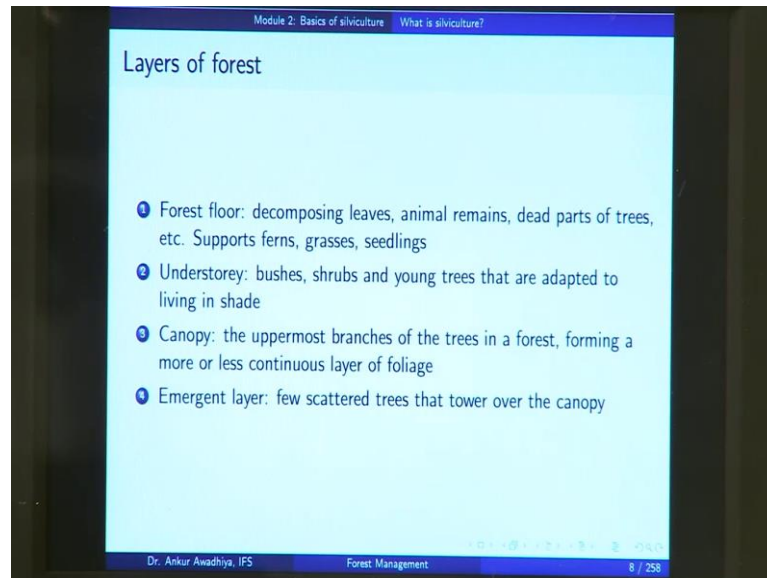 Module 2: Basics of silviculture What is silviculture?
Layers of forest
1 Forest floor: decomposing leaves, animal remains, dead parts of trees,
etc. Supports ferns, grasses, seedlings
2 Understorey: bushes, shrubs and young trees that are adapted to
living in shade
3 Canopy: the uppermost branches of the trees in a forest, forming a
more or less continuous layer of foliage
4 Emergent layer: few scattered trees that tower over the canopy
Dr. Ankur Awadhiya, IFS Forest Management 8 / 258